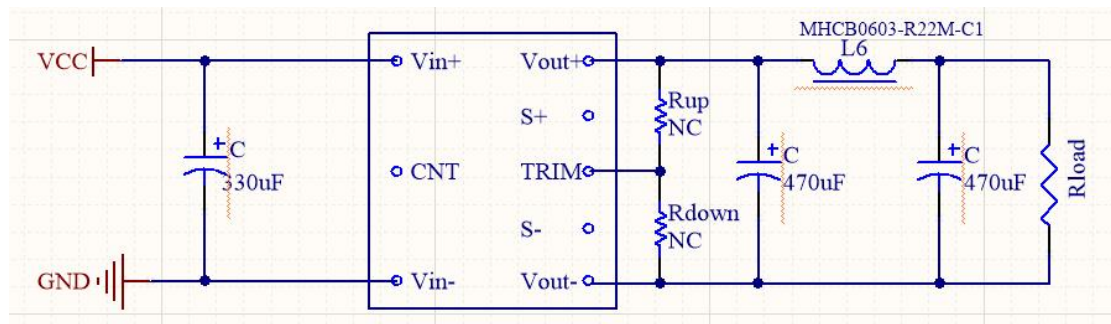 MHCB0603-R22M-C1
L6
VCC
Vin+
Vout+
Rup
NC
S+
C
330uF
CNT
TRIM
C
470uF
C
470uF
Rload
Rdown
NC
S-
GND
Vin-
Vout-